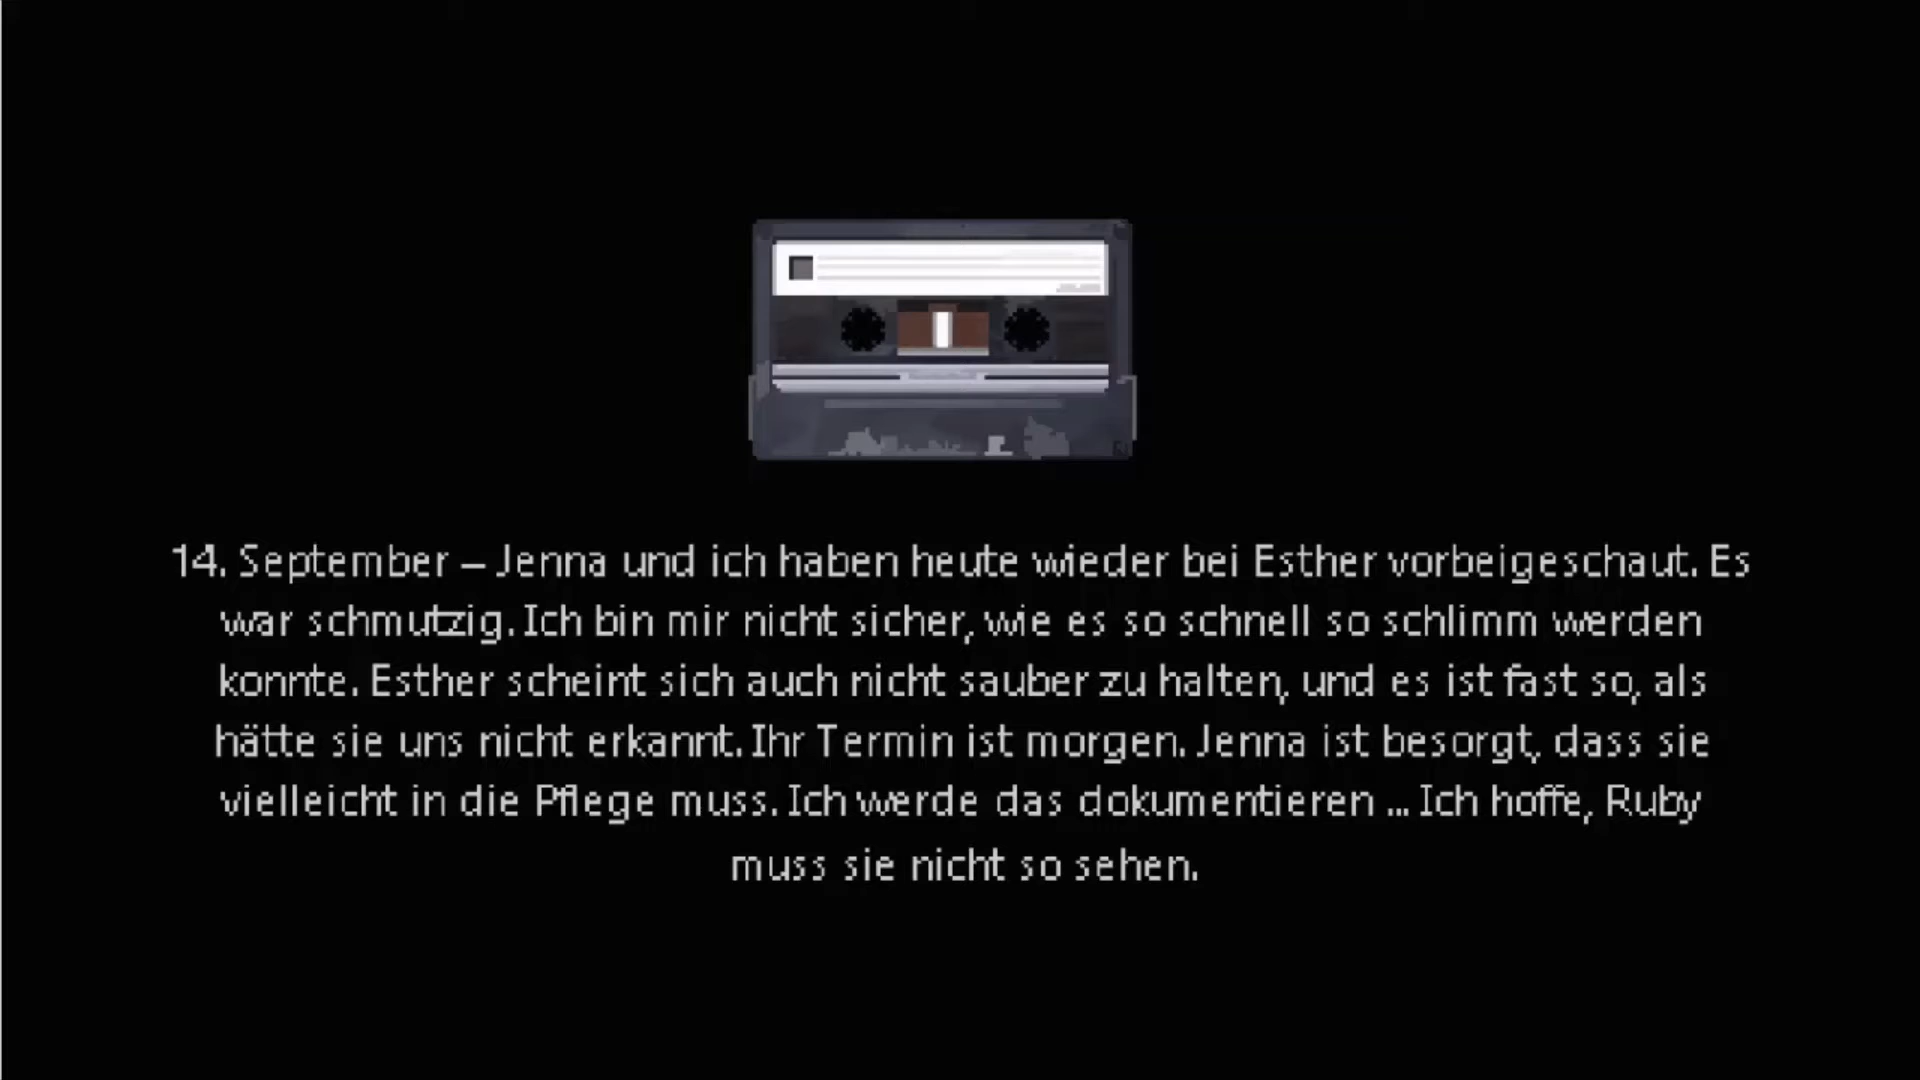 14. September – Jenna und ich haben heute wieder bei Esther vorbeigeschaut. Es
war schmutzig. Ich bin mir nicht sicher, wie es so schnell so schlimm werden
konnte. Esther scheint sich auch nicht sauber zu halten, und es ist fast so, als
hätte sie uns nicht erkannt. Ihr Termin ist morgen. Jenna ist besorgt, dass sie
vielleicht in die Pflege muss. Ich werde das dokumentieren ... Ich hoffe, Ruby
muss sie nicht so sehen.